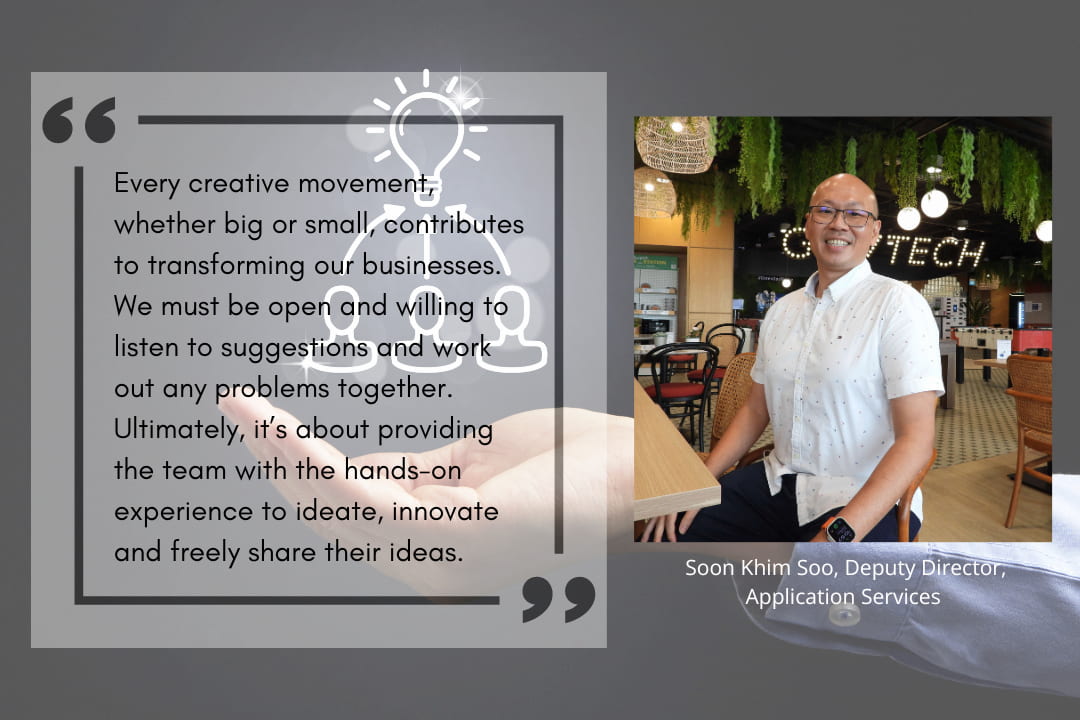 Every creative movement,
whether big or small, contributes
to transforming our businesses.
We must be open and willing to
listen to suggestions and work
out any problems together.
Ultimately, it’s about providing
the team with the hands-on
experience to ideate, innovate
and freely share their ideas.
TECH
STATION
Soon Khim Soo, Deputy Director,
Application Services